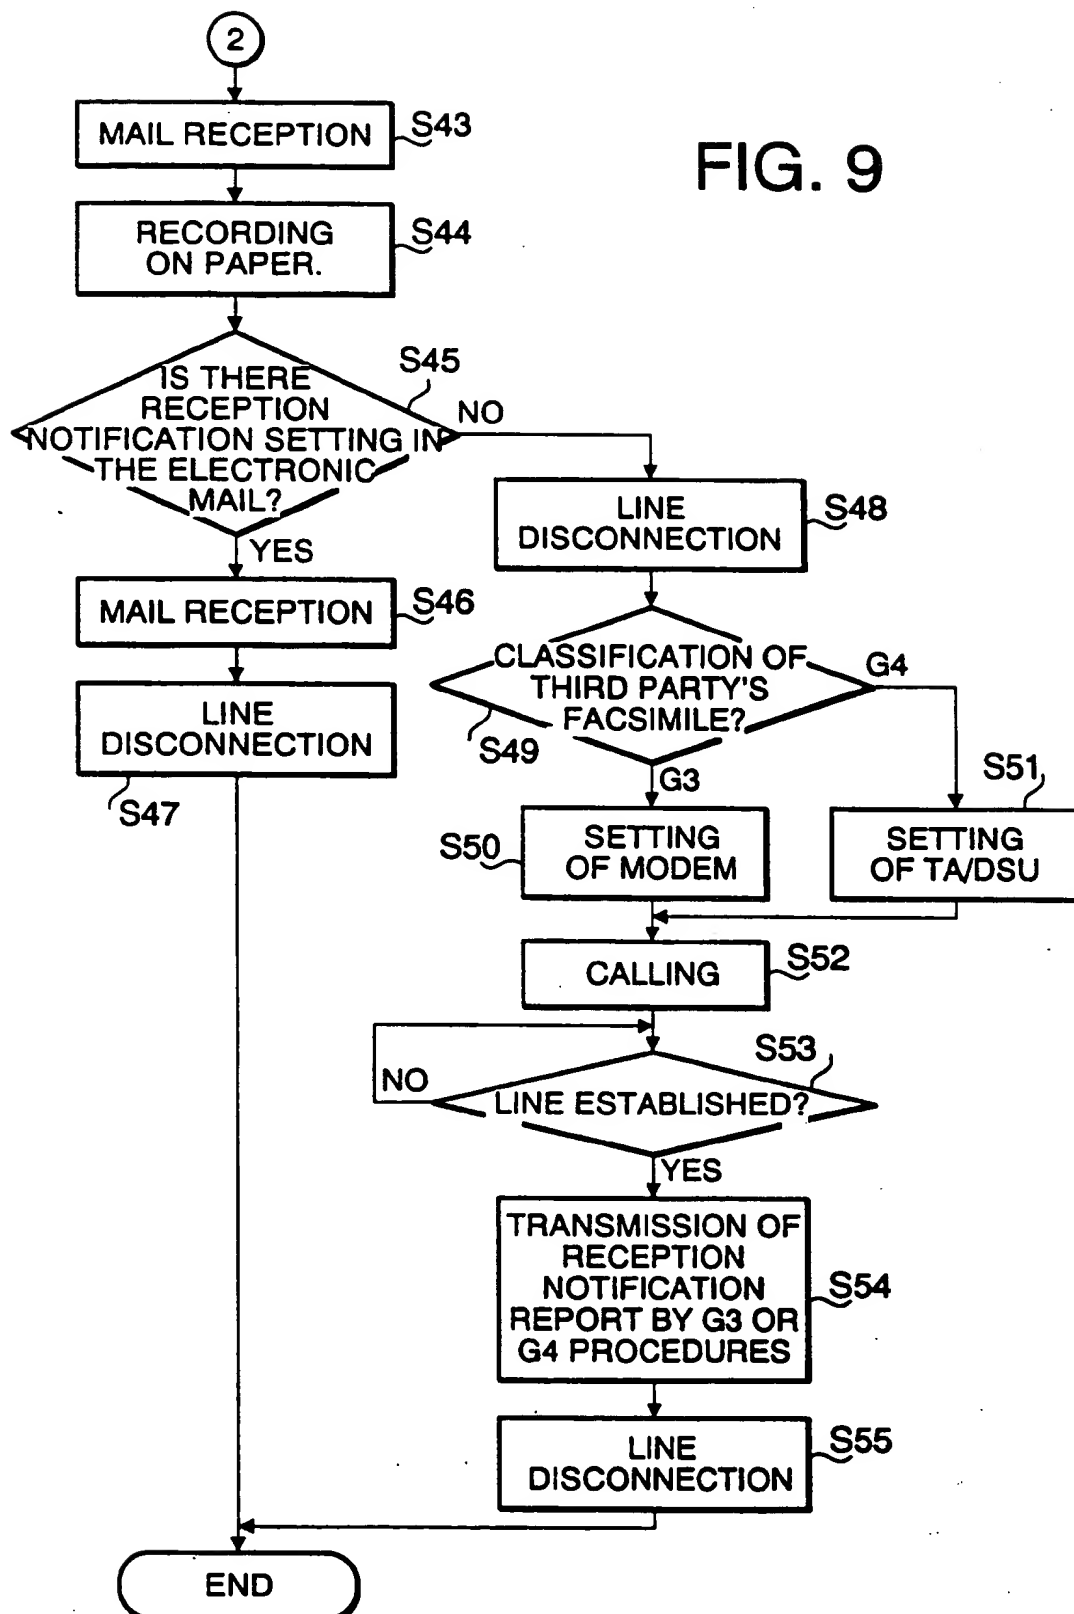 2
MAIL RECEPTION
S43
FIG. 9
RECORDING
ON PAPER.
S44
IS THERE
RECEPTION
NOTIFICATION SETTING IN
THE ELECTRONIC
MAIL?
S45
NO
YES
MAIL RECEPTION
S46
LINE
DISCONNECTION
S47
LINE
DISCONNECTION
S48
CLASSIFICATION OF
THIRD PARTY'S
FACSIMILE?
S49
G4
G3
SETTING
OF MODEM
S50
SETTING
OF TA/DSU
S51
CALLING
S52
LINE ESTABLISHED?
S53
NO
YES
TRANSMISSION OF
RECEPTION
NOTIFICATION
REPORT BY G3 OR
G4 PROCEDURES
S54
LINE
DISCONNECTION
S55
END